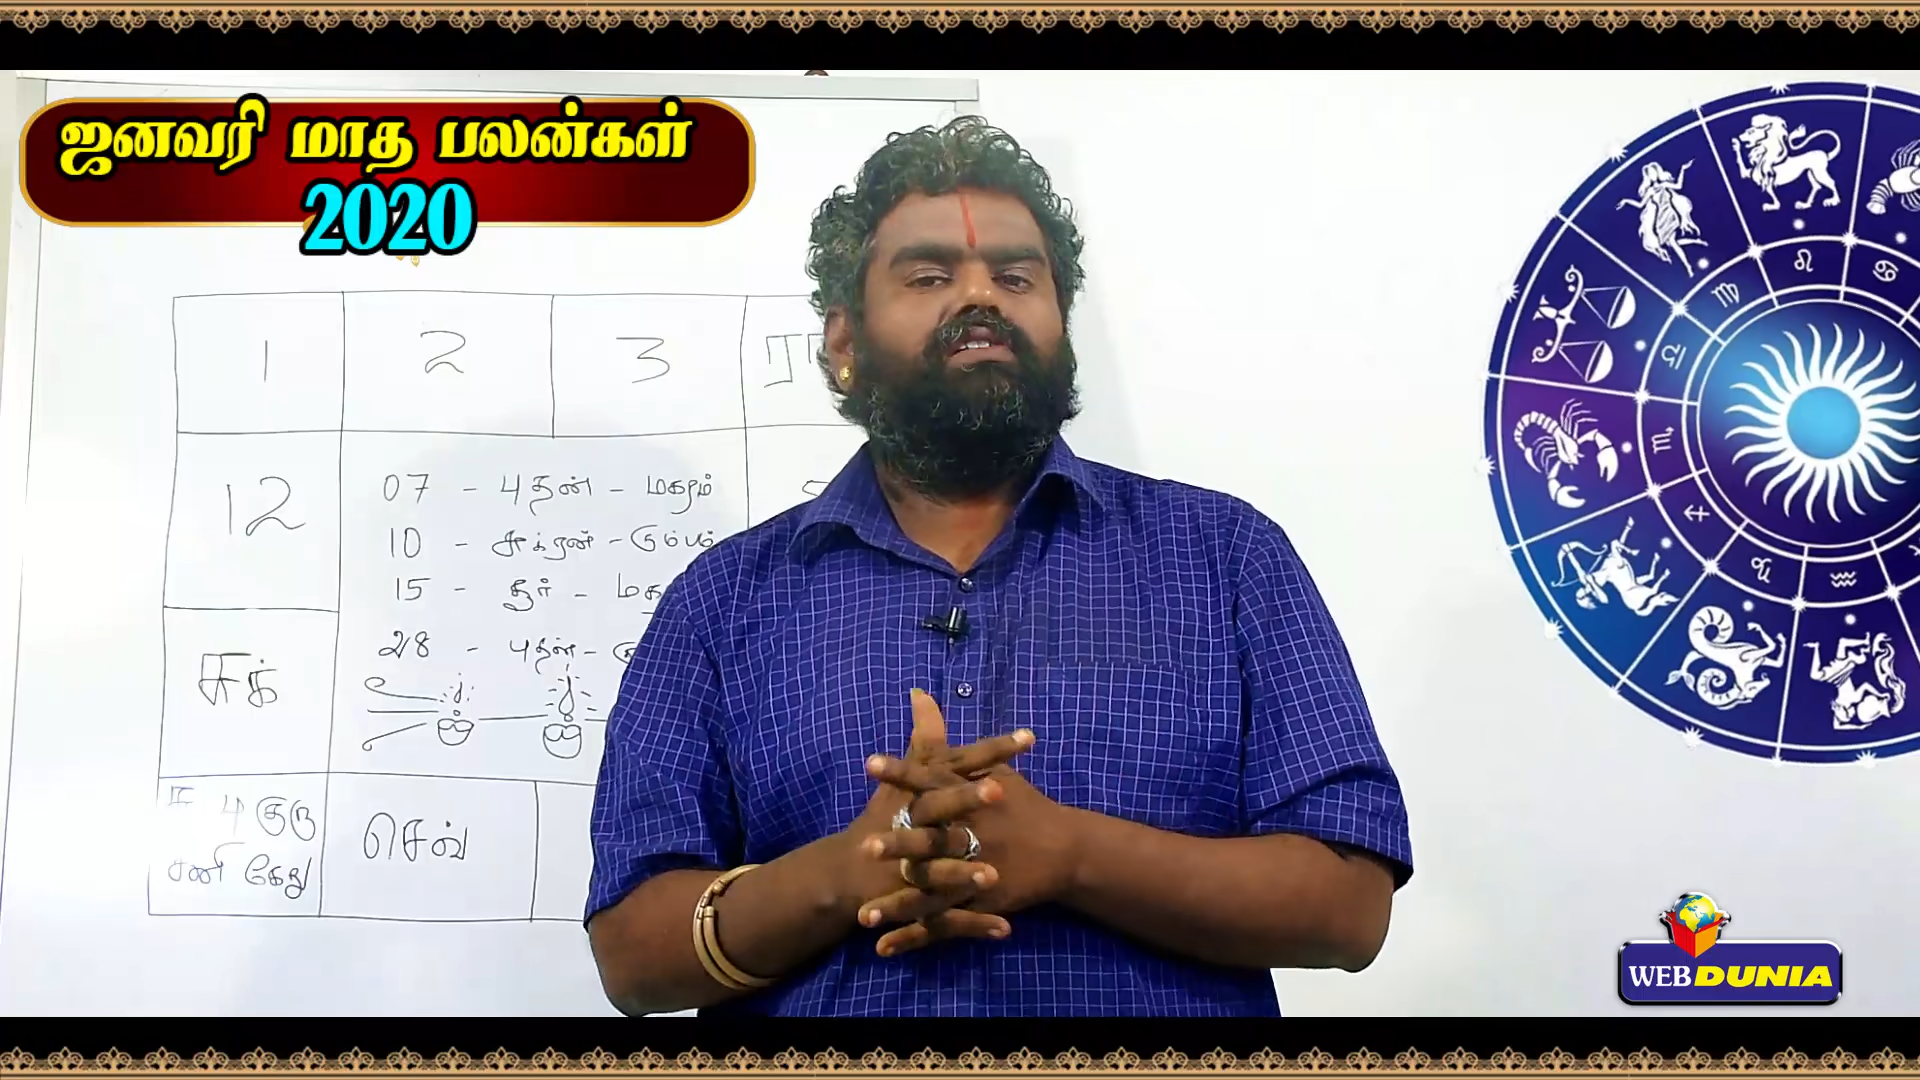 ஜனவரி மாத பலன்கள்
2020
1 2 3 ரா
12
07 - புதன் - மகரம்
10 - சுக்ரன் - கும்பம்
15 -
28 - புதன் -
சுக்
குரு
சனி கேது
செவ்
WEBDUNIA